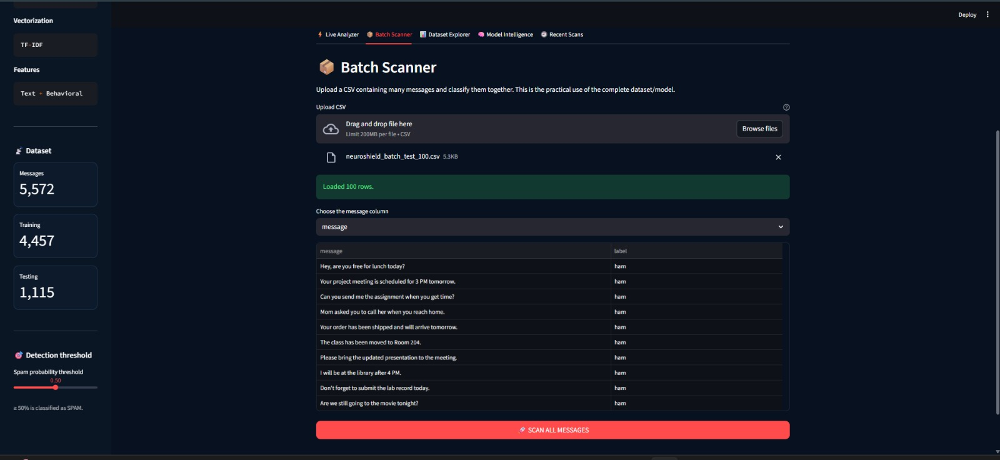 Deploy
Vectorization
TF-IDF
Features
Text + Behavioral
Dataset
Messages
5,572
Training
4,457
Testing
1,115
Detection threshold
Spam probability threshold
0.50
≥ 50% is classified as SPAM.
Live Analyzer
Batch Scanner
Dataset Explorer
Model Intelligence
Recent Scans
Batch Scanner
Upload a CSV containing many messages and classify them together. This is the practical use of the complete dataset/model.
Upload CSV
Drag and drop file here
Limit 200MB per file • CSV
Browse files
neuroshield_batch_test_100.csv 5.3KB
Loaded 100 rows.
Choose the message column
message
message label
Hey, are you free for lunch today? ham
Your project meeting is scheduled for 3 PM tomorrow. ham
Can you send me the assignment when you get time? ham
Mom asked you to call her when you reach home. ham
Your order has been shipped and will arrive tomorrow. ham
The class has been moved to Room 204. ham
Please bring the updated presentation to the meeting. ham
I will be at the library after 4 PM. ham
Don't forget to submit the lab record today. ham
Are we still going to the movie tonight? ham
SCAN ALL MESSAGES